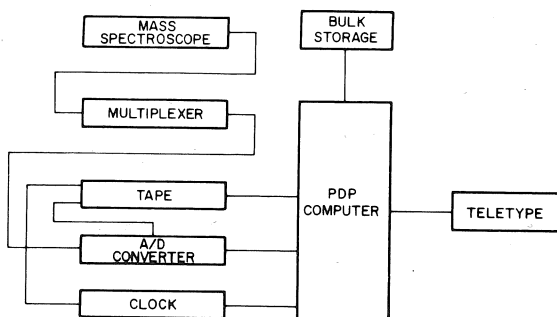 MASS
SPECTROSCOPE
BULK
STORAGE
MULTIPLEXER
TAPE
PDP
COMPUTER
TELETYPE
A/D
CONVERTER
CLOCK